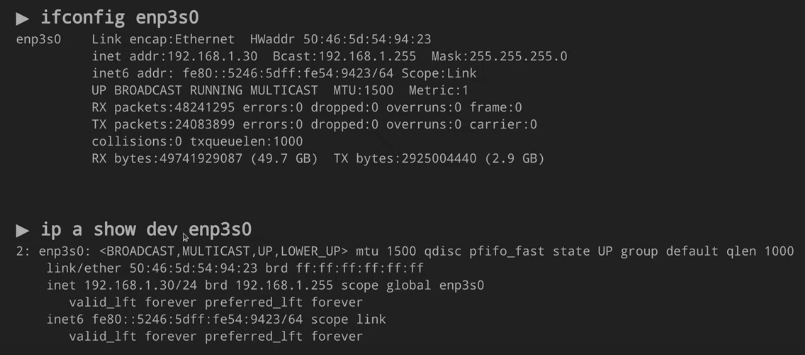 ▶ ifconfig enp3s0
enp3s0 Link encap:Ethernet HWaddr 50:46:5d:54:94:23
inet addr:192.168.1.30 Bcast:192.168.1.255 Mask:255.255.255.0
inet6 addr: fe80::5246:5dff:fe54:9423/64 Scope:Link
UP BROADCAST RUNNING MULTICAST MTU:1500 Metric:1
RX packets:48241295 errors:0 dropped:0 overruns:0 frame:0
TX packets:24083899 errors:0 dropped:0 overruns:0 carrier:0
collisions:0 txqueuelen:1000
RX bytes:49741929087 (49.7 GB) TX bytes:2925004440 (2.9 GB)
▶ ip a show dev enp3s0
2: enp3s0: <BROADCAST,MULTICAST,UP,LOWER_UP> mtu 1500 qdisc pfifo_fast state UP group default qlen 1000
link/ether 50:46:5d:54:94:23 brd ff:ff:ff:ff:ff:ff
inet 192.168.1.30/24 brd 192.168.1.255 scope global enp3s0
valid_lft forever preferred_lft forever
inet6 fe80::5246:5dff:fe54:9423/64 scope link
valid_lft forever preferred_lft forever